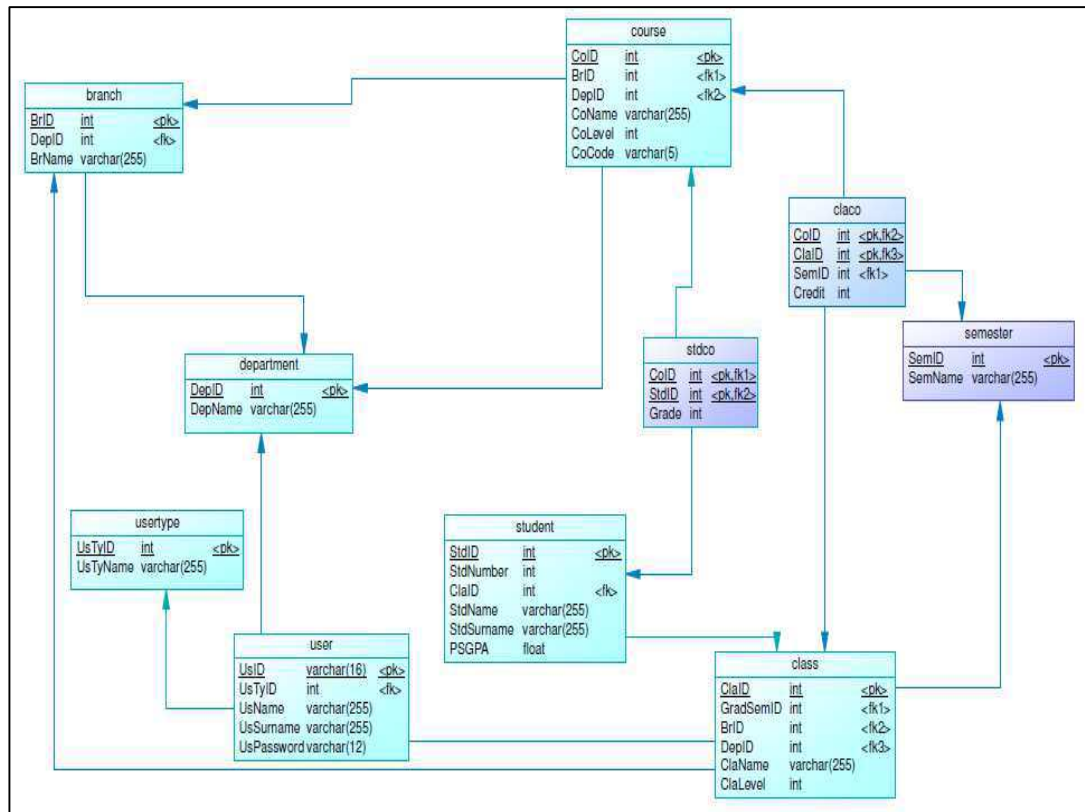 course
CoID int <pk>
BrID int <fk1>
DepID int <fk2>
CoName varchar(255)
CoLevel int
CoCode varchar(5)
branch
BrID int <pk>
DepID int <fk>
BrName varchar(255)
claco
CoID int <pk,fk2>
ClaID int <pk,fk3>
SemID int <fk1>
Credit int
semester
SemID int <pk>
SemName varchar(255)
stdco
CoID int <pk,fk1>
StdID int <pk,fk2>
Grade int
department
DepID int <pk>
DepName varchar(255)
usertype
UsTyID int <pk>
UsTyName varchar(255)
student
StdID int <pk>
StdNumber int
ClaID int <fk>
StdName varchar(255)
StdSurname varchar(255)
PSGPA float
user
UsID varchar(16) <pk>
UsTyID int <fk>
UsName varchar(255)
UsSurname varchar(255)
UsPassword varchar(12)
class
ClaID int <pk>
GradSemID int <fk1>
BrID int <fk2>
DepID int <fk3>
ClaName varchar(255)
ClaLevel int